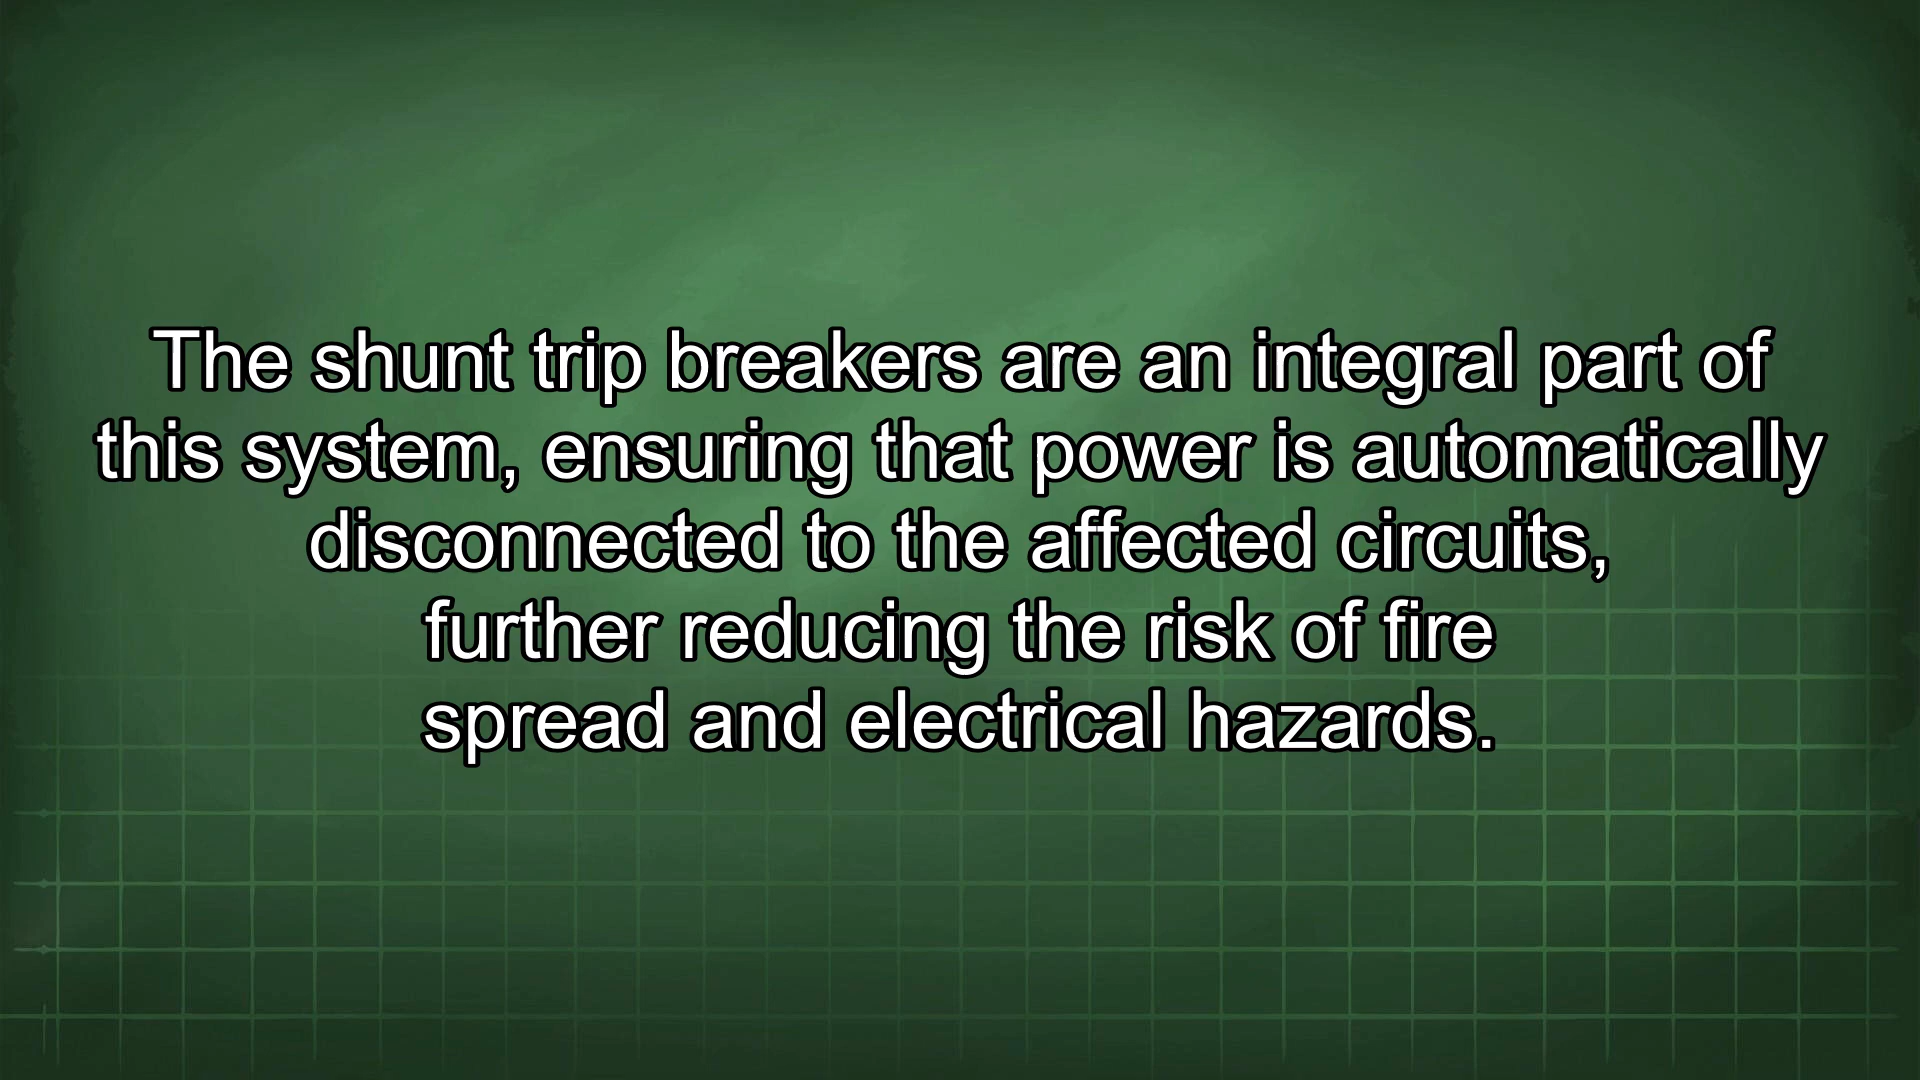 The shunt trip breakers are an integral part of
this system, ensuring that power is automatically
disconnected to the affected circuits,
further reducing the risk of fire
spread and electrical hazards.